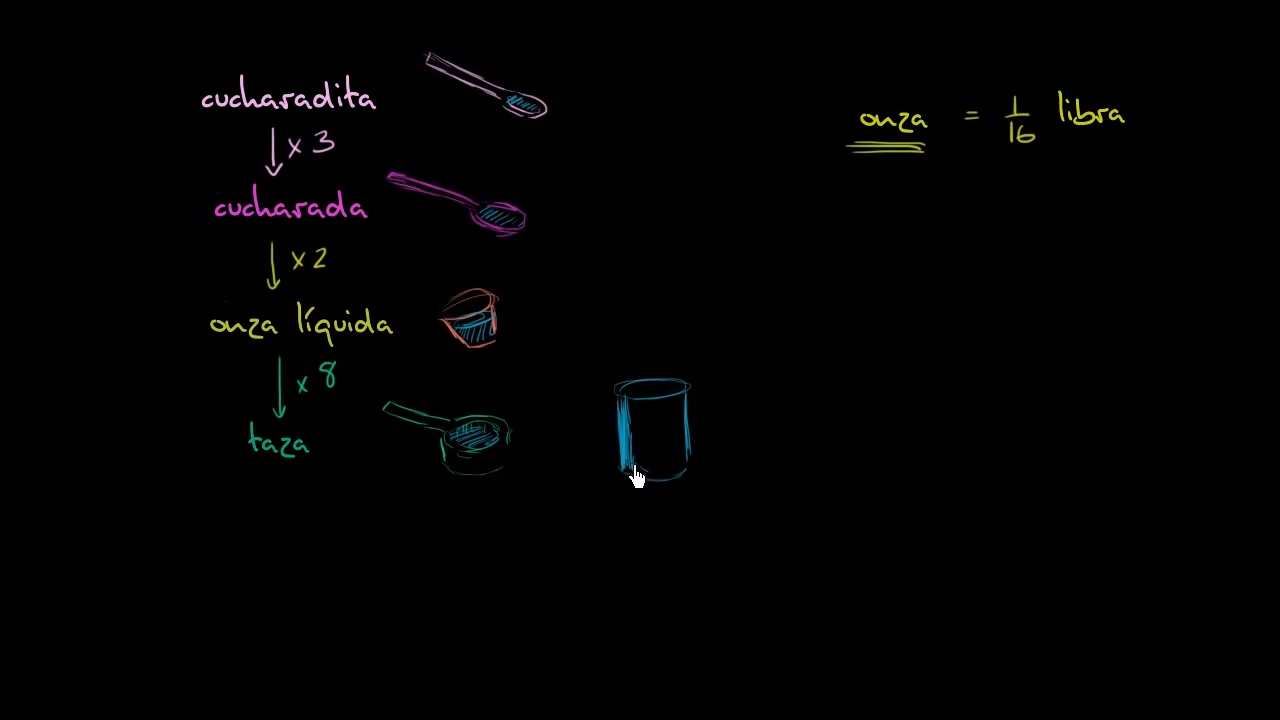 cucharadita
x 3
cucharada
x 2
onza líquida
x 8
taza
onza = 1/16 libra